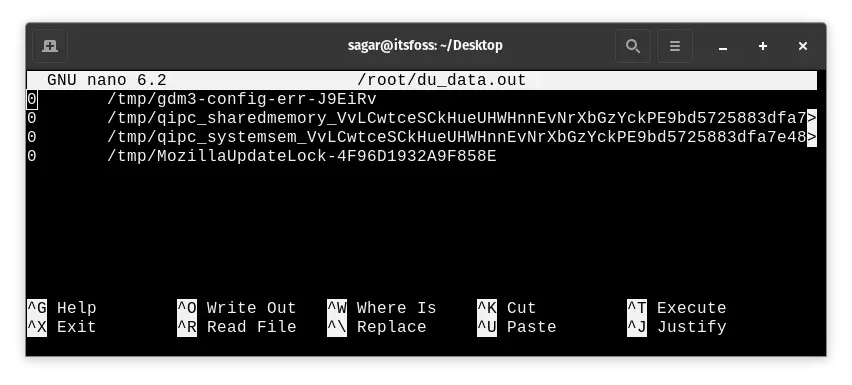 sagar@itsfoss: ~/Desktop
GNU nano 6.2 /root/du_data.out
0 /tmp/gdm3-config-err-J9EiRv
0 /tmp/qipc_sharedmemory_VvLCwtceSCkHueUHWHnnEvNrXbGzYckPE9bd5725883dfa7>
0 /tmp/qipc_systemsem_VvLCwtceSCkHueUHWHnnEvNrXbGzYckPE9bd5725883dfa7e48>
0 /tmp/MozillaUpdateLock-4F96D1932A9F858E
^G Help ^O Write Out ^W Where Is ^K Cut ^T Execute
^X Exit ^R Read File ^\ Replace ^U Paste ^J Justify